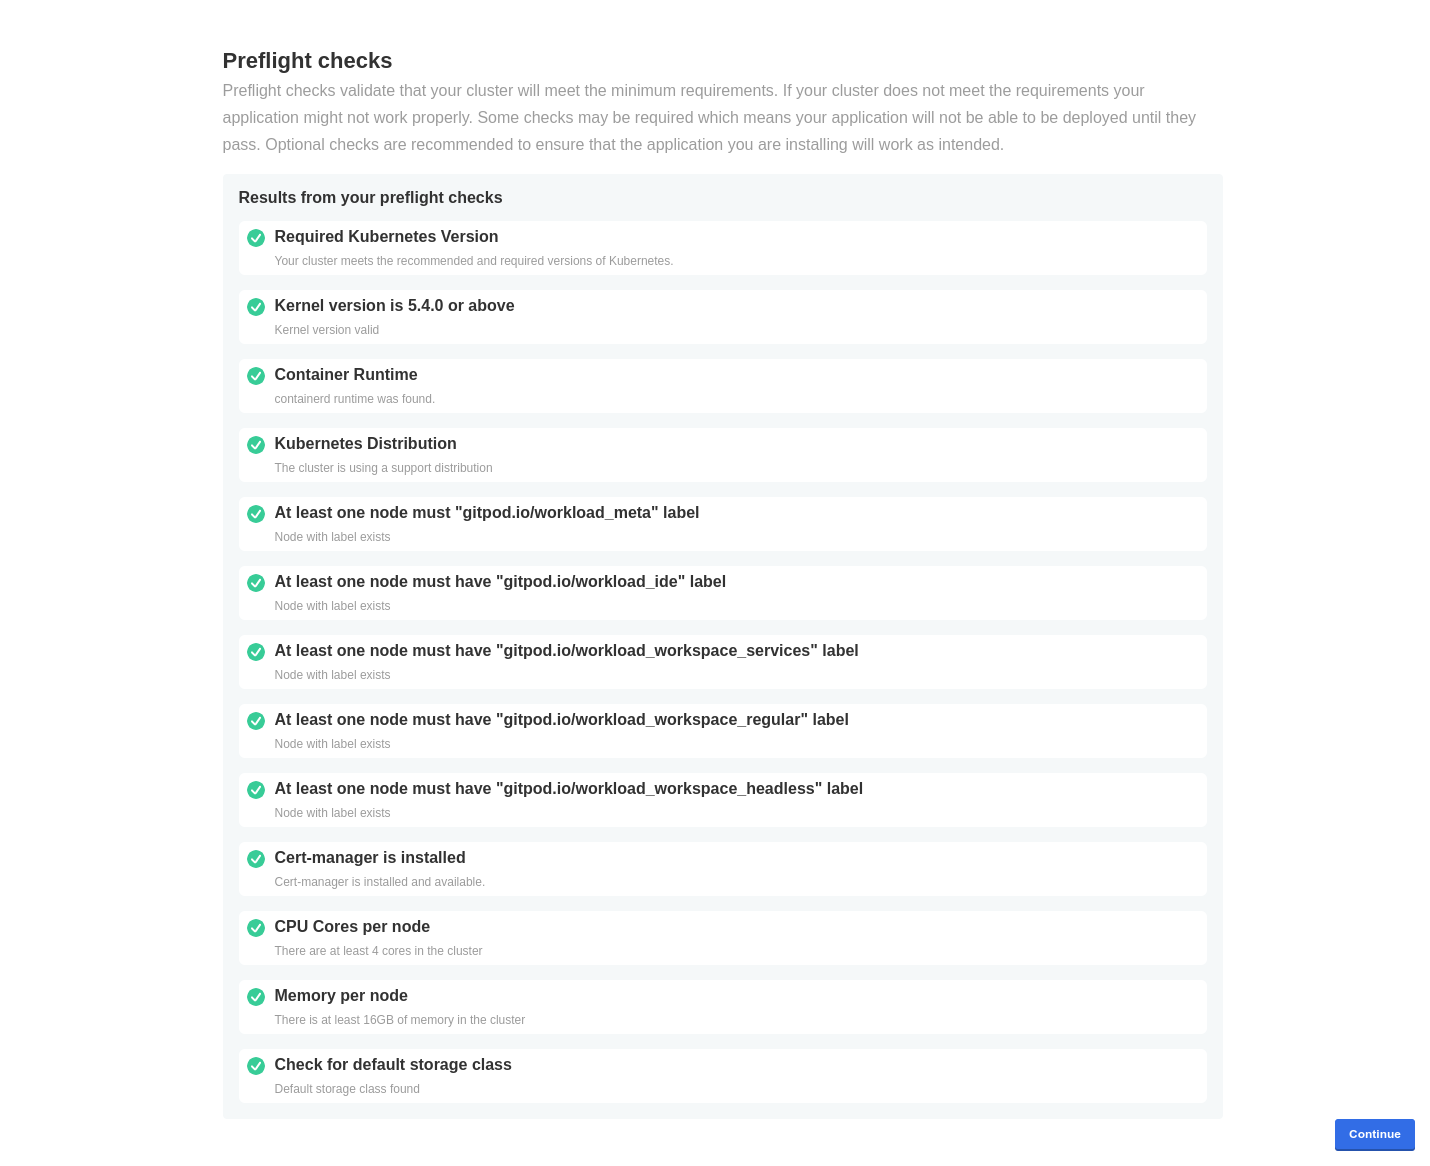 Preflight checks
Preflight checks validate that your cluster will meet the minimum requirements. If your cluster does not meet the requirements your
application might not work properly. Some checks may be required which means your application will not be able to be deployed until they
pass. Optional checks are recommended to ensure that the application you are installing will work as intended.
Results from your preflight checks
Required Kubernetes Version
Your cluster meets the recommended and required versions of Kubernetes.
Kernel version is 5.4.0 or above
Kernel version valid
Container Runtime
containerd runtime was found.
Kubernetes Distribution
The cluster is using a support distribution
At least one node must "gitpod.io/workload_meta" label
Node with label exists
At least one node must have "gitpod.io/workload_ide" label
Node with label exists
At least one node must have "gitpod.io/workload_workspace_services" label
Node with label exists
At least one node must have "gitpod.io/workload_workspace_regular" label
Node with label exists
At least one node must have "gitpod.io/workload_workspace_headless" label
Node with label exists
Cert-manager is installed
Cert-manager is installed and available.
CPU Cores per node
There are at least 4 cores in the cluster
Memory per node
There is at least 16GB of memory in the cluster
Check for default storage class
Default storage class found
Continue